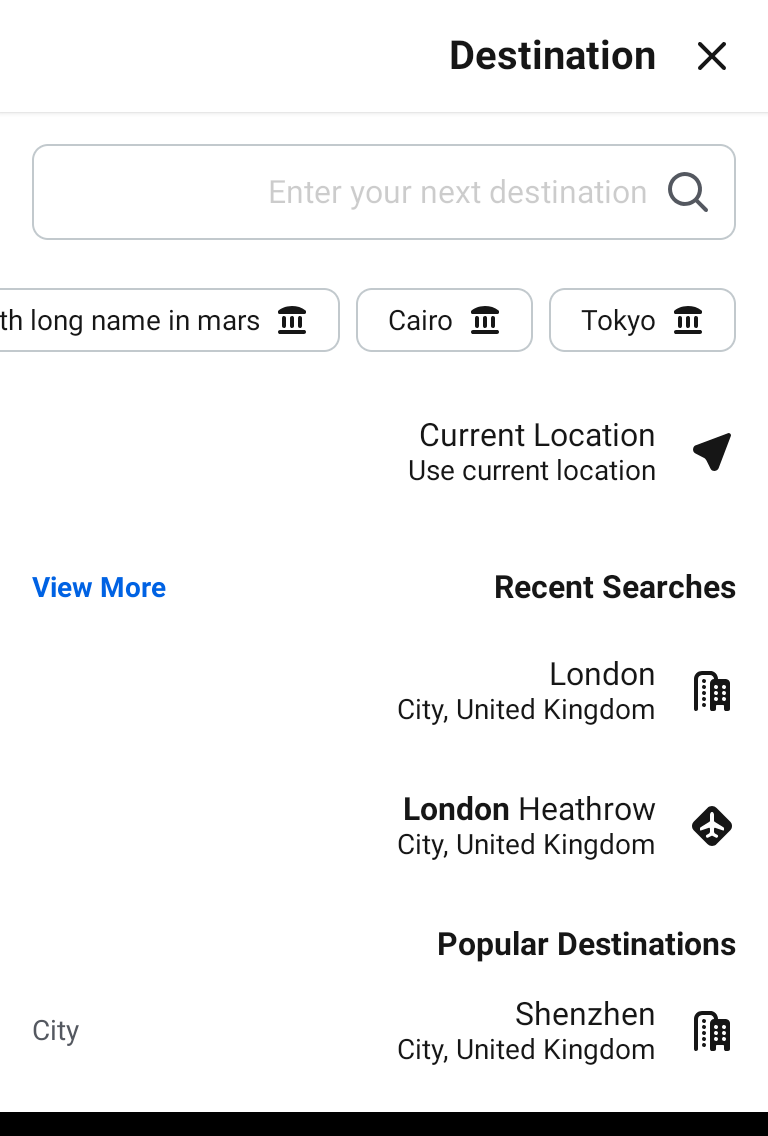 Destination
Enter your next destination
Tokyo
Cairo
th long name in mars
Current Location
Use current location
Recent Searches
View More
London
City, United Kingdom
London Heathrow
City, United Kingdom
Popular Destinations
Shenzhen
City, United Kingdom
City